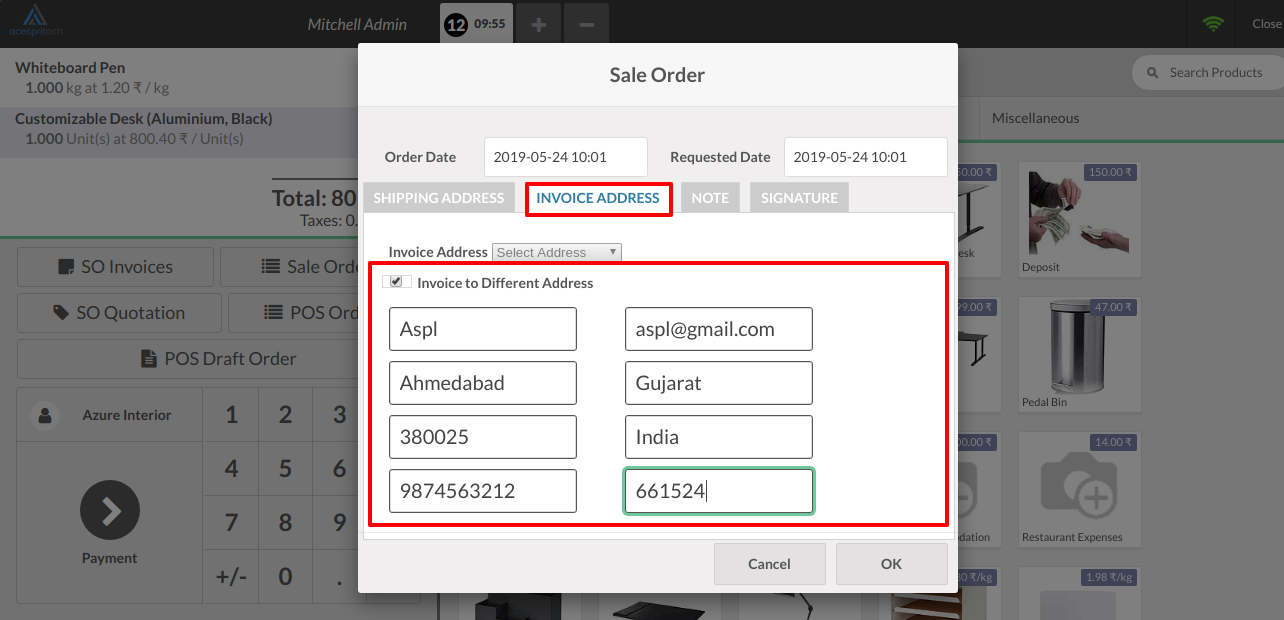 acespritech
Mitchell Admin
12 09:55
+
−
Close
Whiteboard Pen
1.000 kg at 1.20 ₹ / kg
Customizable Desk (Aluminium, Black)
1.000 Unit(s) at 800.40 ₹ / Unit(s)
Total: 80
Taxes: 0.
SO Invoices
Sale Orde
SO Quotation
POS Ord
POS Draft Order
Azure Interior
1 2 3
4 5 6
7 8 9
+/- 0 .
Payment
Sale Order
Order Date 2019-05-24 10:01 Requested Date 2019-05-24 10:01
SHIPPING ADDRESS INVOICE ADDRESS NOTE SIGNATURE
Invoice Address Select Address
Invoice to Different Address
Aspl aspl@gmail.com
Ahmedabad Gujarat
380025 India
9874563212 661524
Cancel OK
Search Products
Miscellaneous
50.00 ₹ 150.00 ₹
esk Deposit
99.00 ₹ 47.00 ₹
Pedal Bin
00.00 ₹ 14.00 ₹
dation Restaurant Expenses
00 ₹/kg 1.98 ₹/kg